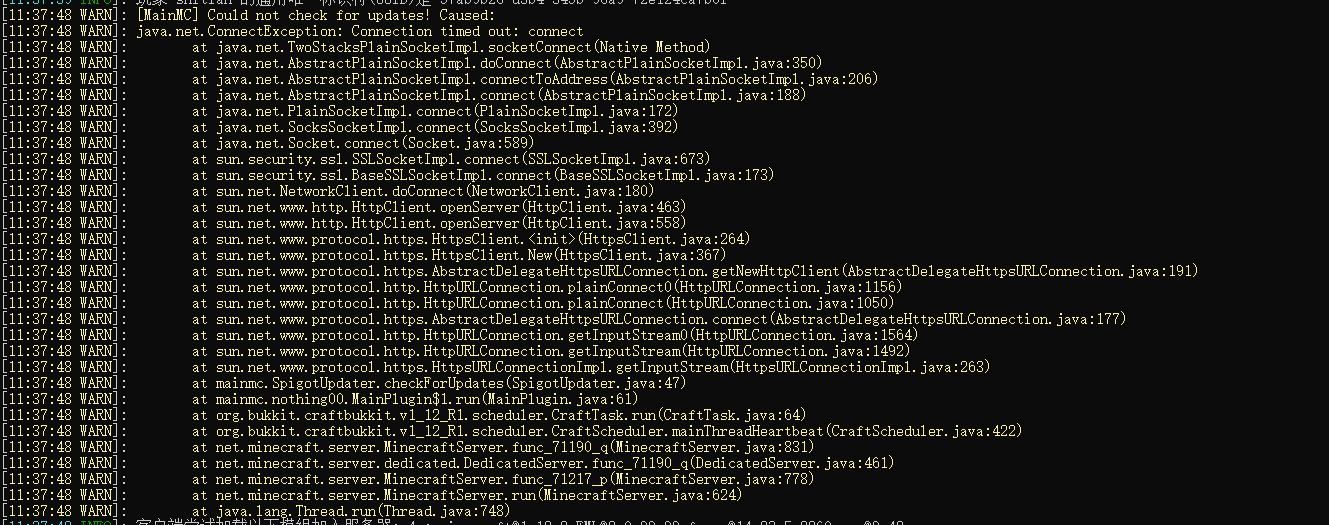 [11:37:48 WARN]: [MainMC] Could not check for updates! Caused:
[11:37:48 WARN]: java.net.ConnectException: Connection timed out: connect
[11:37:48 WARN]: at java.net.TwoStacksPlainSocketImpl.socketConnect(Native Method)
[11:37:48 WARN]: at java.net.AbstractPlainSocketImpl.doConnect(AbstractPlainSocketImpl.java:350)
[11:37:48 WARN]: at java.net.AbstractPlainSocketImpl.connectToAddress(AbstractPlainSocketImpl.java:206)
[11:37:48 WARN]: at java.net.AbstractPlainSocketImpl.connect(AbstractPlainSocketImpl.java:188)
[11:37:48 WARN]: at java.net.PlainSocketImpl.connect(PlainSocketImpl.java:172)
[11:37:48 WARN]: at java.net.SocksSocketImpl.connect(SocksSocketImpl.java:392)
[11:37:48 WARN]: at java.net.Socket.connect(Socket.java:589)
[11:37:48 WARN]: at sun.security.ssl.SSLSocketImpl.connect(SSLSocketImpl.java:673)
[11:37:48 WARN]: at sun.security.ssl.BaseSSLSocketImpl.connect(BaseSSLSocketImpl.java:173)
[11:37:48 WARN]: at sun.net.NetworkClient.doConnect(NetworkClient.java:180)
[11:37:48 WARN]: at sun.net.www.http.HttpClient.openServer(HttpClient.java:463)
[11:37:48 WARN]: at sun.net.www.http.HttpClient.openServer(HttpClient.java:558)
[11:37:48 WARN]: at sun.net.www.protocol.https.HttpsClient.<init>(HttpsClient.java:264)
[11:37:48 WARN]: at sun.net.www.protocol.https.HttpsClient.New(HttpsClient.java:367)
[11:37:48 WARN]: at sun.net.www.protocol.https.AbstractDelegateHttpsURLConnection.getNewHttpClient(AbstractDelegateHttpsURLConnection.java:191)
[11:37:48 WARN]: at sun.net.www.protocol.http.HttpURLConnection.plainConnect0(HttpURLConnection.java:1156)
[11:37:48 WARN]: at sun.net.www.protocol.http.HttpURLConnection.plainConnect(HttpURLConnection.java:1050)
[11:37:48 WARN]: at sun.net.www.protocol.https.AbstractDelegateHttpsURLConnection.connect(AbstractDelegateHttpsURLConnection.java:177)
[11:37:48 WARN]: at sun.net.www.protocol.http.HttpURLConnection.getInputStream0(HttpURLConnection.java:1564)
[11:37:48 WARN]: at sun.net.www.protocol.http.HttpURLConnection.getInputStream(HttpURLConnection.java:1492)
[11:37:48 WARN]: at sun.net.www.protocol.https.HttpsURLConnectionImpl.getInputStream(HttpsURLConnectionImpl.java:263)
[11:37:48 WARN]: at mainmc.SpigotUpdater.checkForUpdates(SpigotUpdater.java:47)
[11:37:48 WARN]: at mainmc.nothing00.MainPlugin$1.run(MainPlugin.java:61)
[11:37:48 WARN]: at org.bukkit.craftbukkit.v1_12_R1.scheduler.CraftTask.run(CraftTask.java:64)
[11:37:48 WARN]: at org.bukkit.craftbukkit.v1_12_R1.scheduler.CraftScheduler.mainThreadHeartbeat(CraftScheduler.java:422)
[11:37:48 WARN]: at net.minecraft.server.MinecraftServer.func_71190_q(MinecraftServer.java:831)
[11:37:48 WARN]: at net.minecraft.server.dedicated.DedicatedServer.func_71190_q(DedicatedServer.java:461)
[11:37:48 WARN]: at net.minecraft.server.MinecraftServer.func_71217_p(MinecraftServer.java:778)
[11:37:48 WARN]: at net.minecraft.server.MinecraftServer.run(MinecraftServer.java:624)
[11:37:48 WARN]: at java.lang.Thread.run(Thread.java:748)